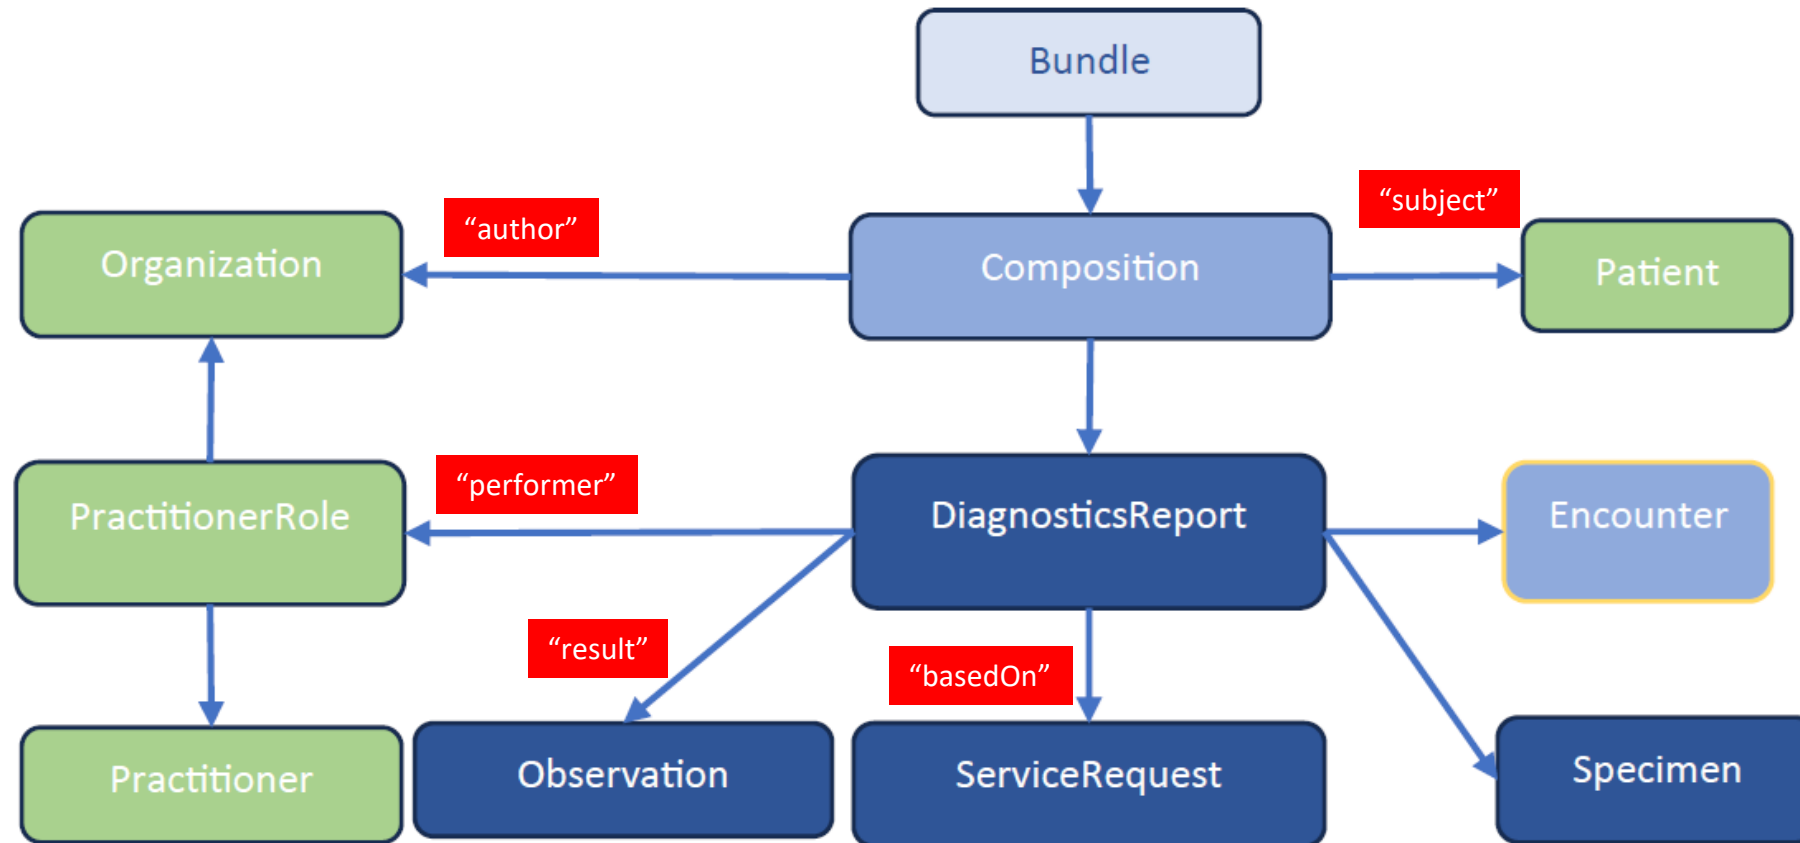 Bundle
“author”
“subject”
Organization
Composition
Patient
“performer”
PractitionerRole
DiagnosticsReport
Encounter
“result”
“basedOn”
Practitioner
Observation
ServiceRequest
Specimen